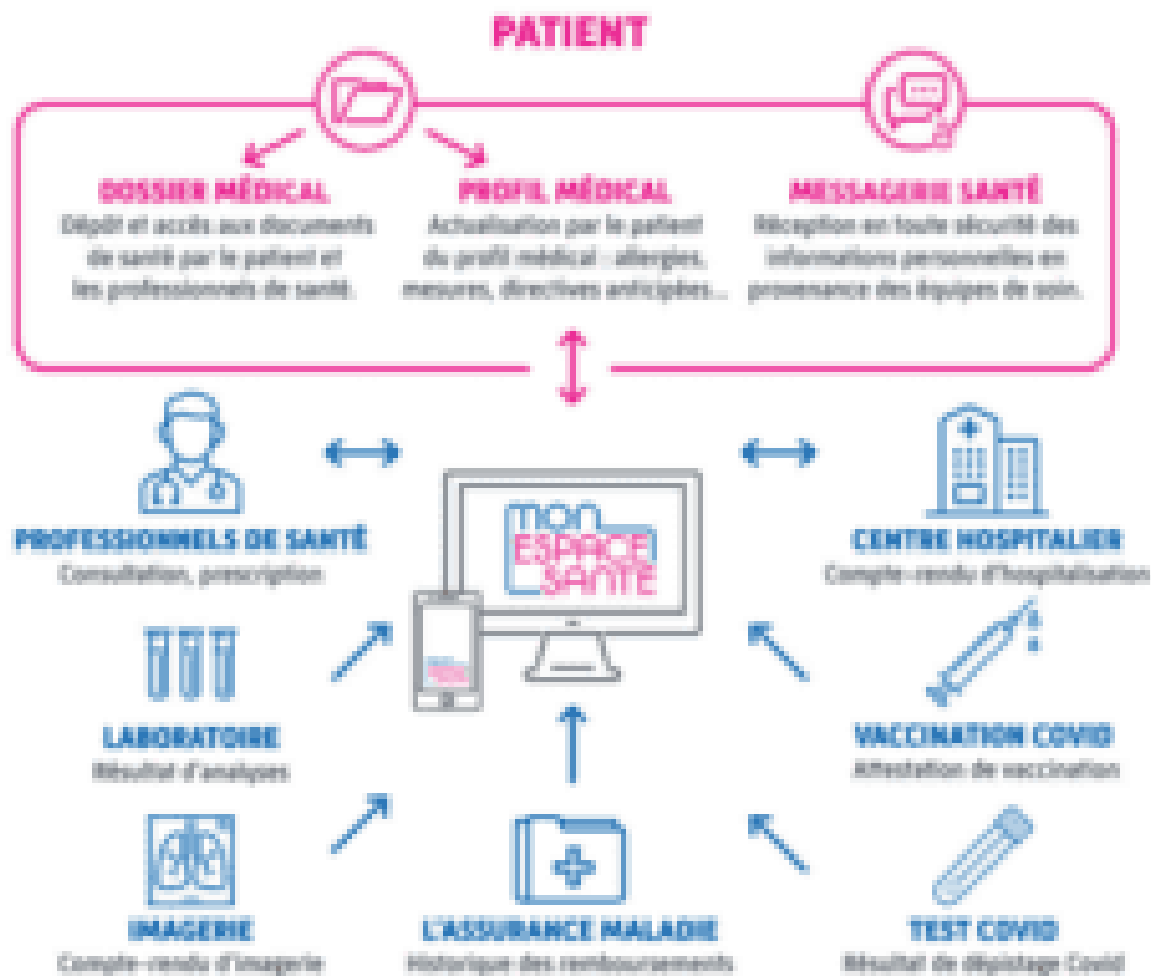 PATIENT
DOSSIER MÉDICAL
Dépôt et accès aux documents
de santé par le patient et
les professionnels de santé.
PROFIL MÉDICAL
Actualisation par le patient
du profil médical : allergies,
mesures, directives anticipées...
MESSAGERIE SANTÉ
Réception en toute sécurité des
informations personnelles en
provenance des équipes de soin.
PROFESSIONNELS DE SANTÉ
Consultation, prescription
MON
ESPACE
SANTÉ
CENTRE HOSPITALIER
Compte-rendu d'hospitalisation
LABORATOIRE
Résultat d'analyses
VACCINATION COVID
Attestation de vaccination
IMAGERIE
Compte-rendu d'imagerie
L'ASSURANCE MALADIE
Historique des remboursements
TEST COVID
Résultat de dépistage Covid